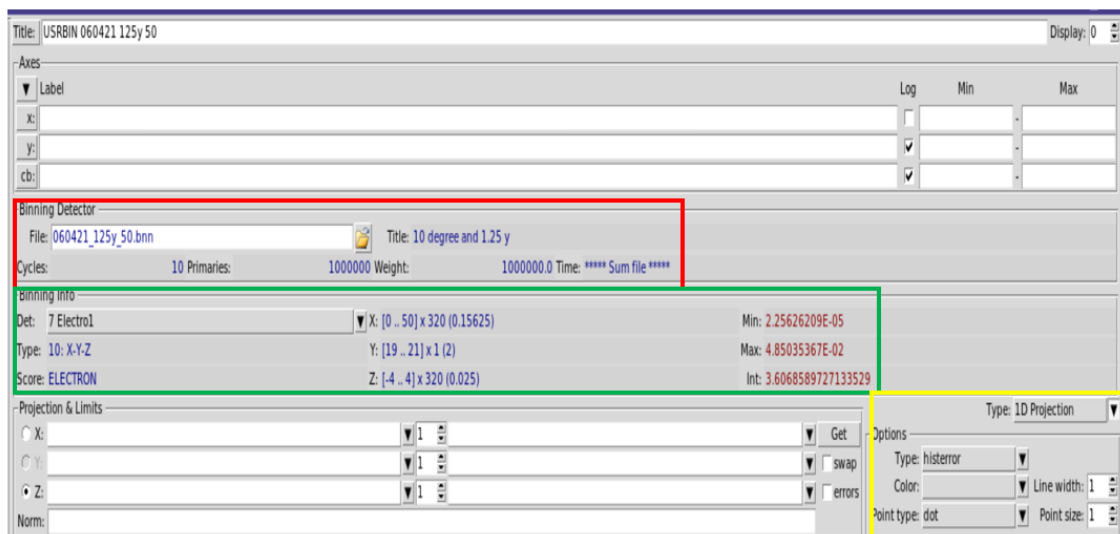 Title: USRBIN 060421 125y 50 Display: 0
Axes
Label Log Min Max
x: -
y: -
cb: -
Binning Detector
File: 060421_125y_50.bnn Title: 10 degree and 1.25 y
Cycles: 10 Primaries: 1000000 Weight: 1000000.0 Time: ***** Sum file *****
Binning Info
Det: 7 Electro1 X: [0 .. 50] x 320 (0.15625) Min: 2.25626209E-05
Type: 10: X-Y-Z Y: [19 .. 21] x 1 (2) Max: 4.85035367E-02
Score: ELECTRON Z: [-4 .. 4] x 320 (0.025) Int: 3.6068589727133529
Projection & Limits Type: 1D Projection
X: 1 Get Options
Y: 1 swap Type: histerror
Z: 1 errors Color: Line width: 1
Norm: Point type: dot Point size: 1